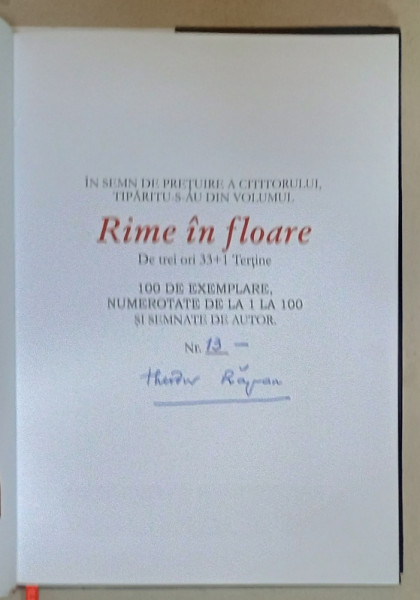 ÎN SEMN DE PREȚUIRE A CITITORULUI,
TIPĂRITU-S-AU DIN VOLUMUL
Rime în floare
De trei ori 33+1 Terține
100 DE EXEMPLARE,
NUMEROTATE DE LA 1 LA 100
ȘI SEMNATE DE AUTOR.
Nr. 13 –
Theodor Râpan